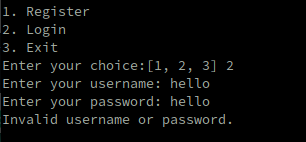 1. Register
2. Login
3. Exit
Enter your choice:[1, 2, 3] 2
Enter your username: hello
Enter your password: hello
Invalid username or password.